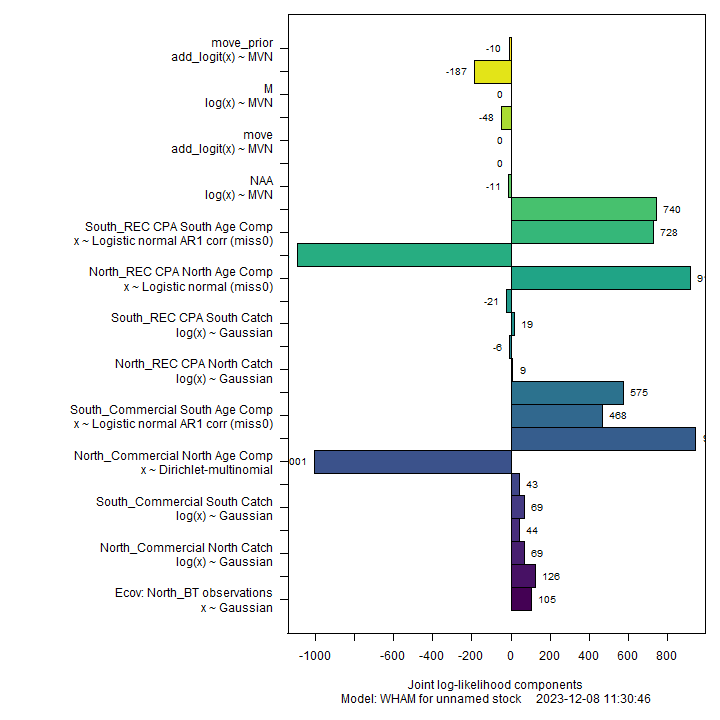 move_prior
add_logit(x) ~ MVN
-10
-187
M
log(x) ~ MVN
0
-48
move
add_logit(x) ~ MVN
0
0
NAA
log(x) ~ MVN
-11
740
South_REC CPA South Age Comp
x ~ Logistic normal AR1 corr (miss0)
728
North_REC CPA North Age Comp
x ~ Logistic normal (miss0)
-21
South_REC CPA South Catch
log(x) ~ Gaussian
19
-6
North_REC CPA North Catch
log(x) ~ Gaussian
9
575
South_Commercial South Age Comp
x ~ Logistic normal AR1 corr (miss0)
468
North_Commercial North Age Comp
x ~ Dirichlet-multinomial
001
43
South_Commercial South Catch
log(x) ~ Gaussian
69
44
North_Commercial North Catch
log(x) ~ Gaussian
69
126
Ecov: North_BT observations
x ~ Gaussian
105
-1000 -600 -400 -200 0 200 400 600 800
Joint log-likelihood components
Model: WHAM for unnamed stock 2023-12-08 11:30:46